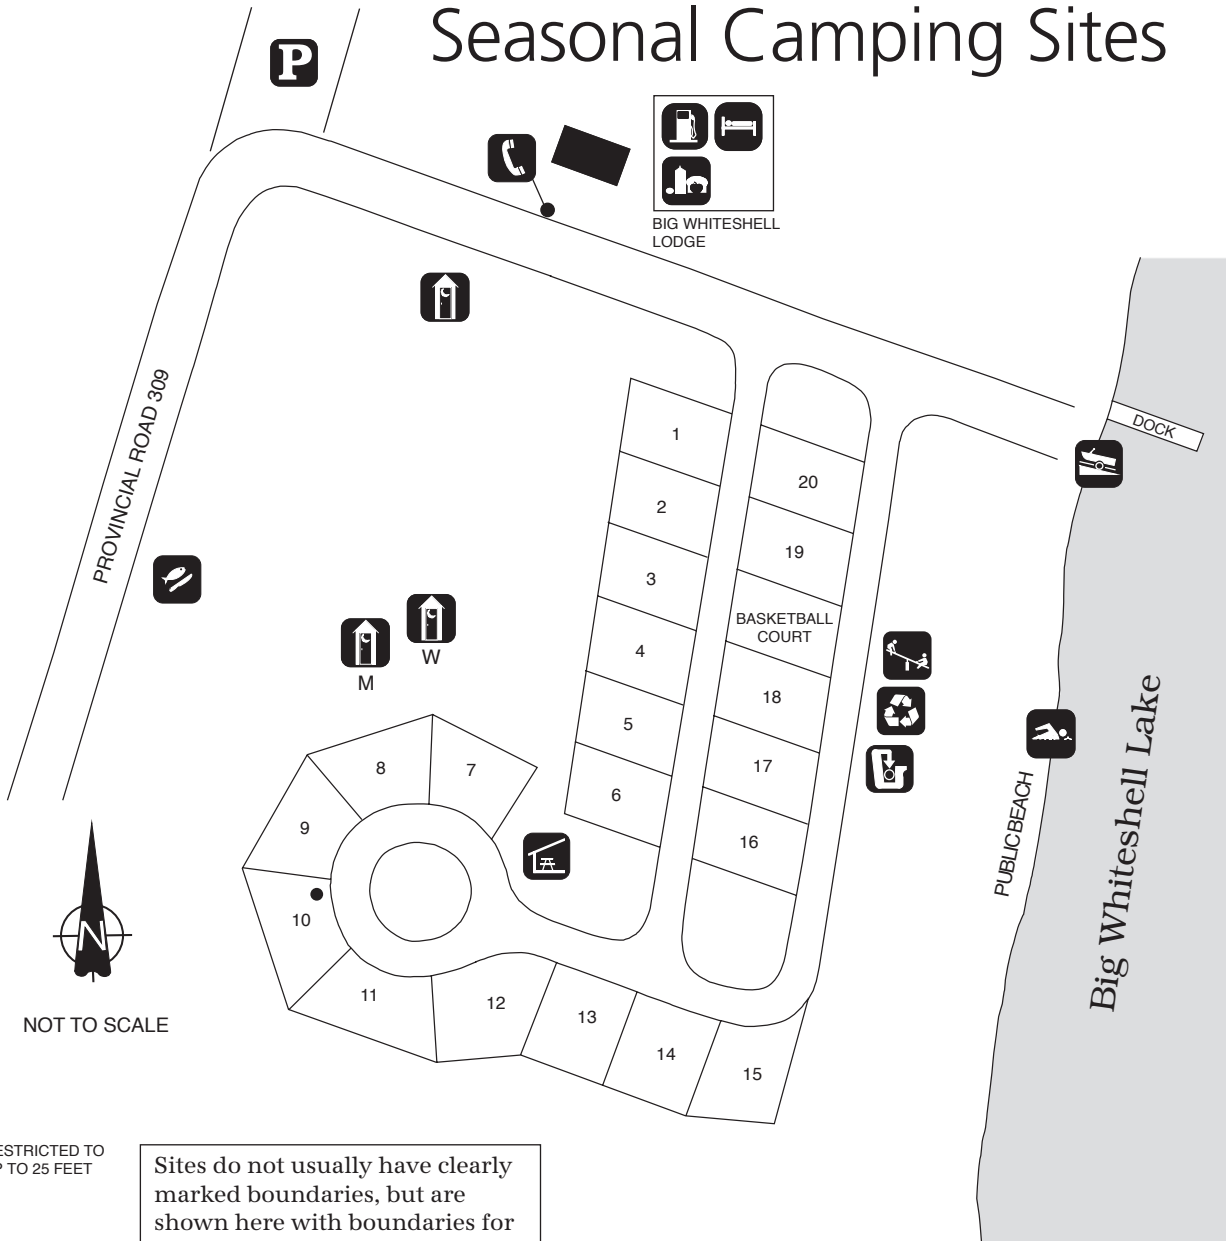 Seasonal Camping Sites
P
BIG WHITESHELL
LODGE
PROVINCIAL ROAD 309
DOCK
1
2
3
4
5
6
20
19
BASKETBALL
COURT
18
17
16
M
W
7
8
9
10
11
12
13
14
15
PUBLIC BEACH
Big Whiteshell Lake
N
NOT TO SCALE
ESTRICTED TO
P TO 25 FEET
Sites do not usually have clearly
marked boundaries, but are
shown here with boundaries for